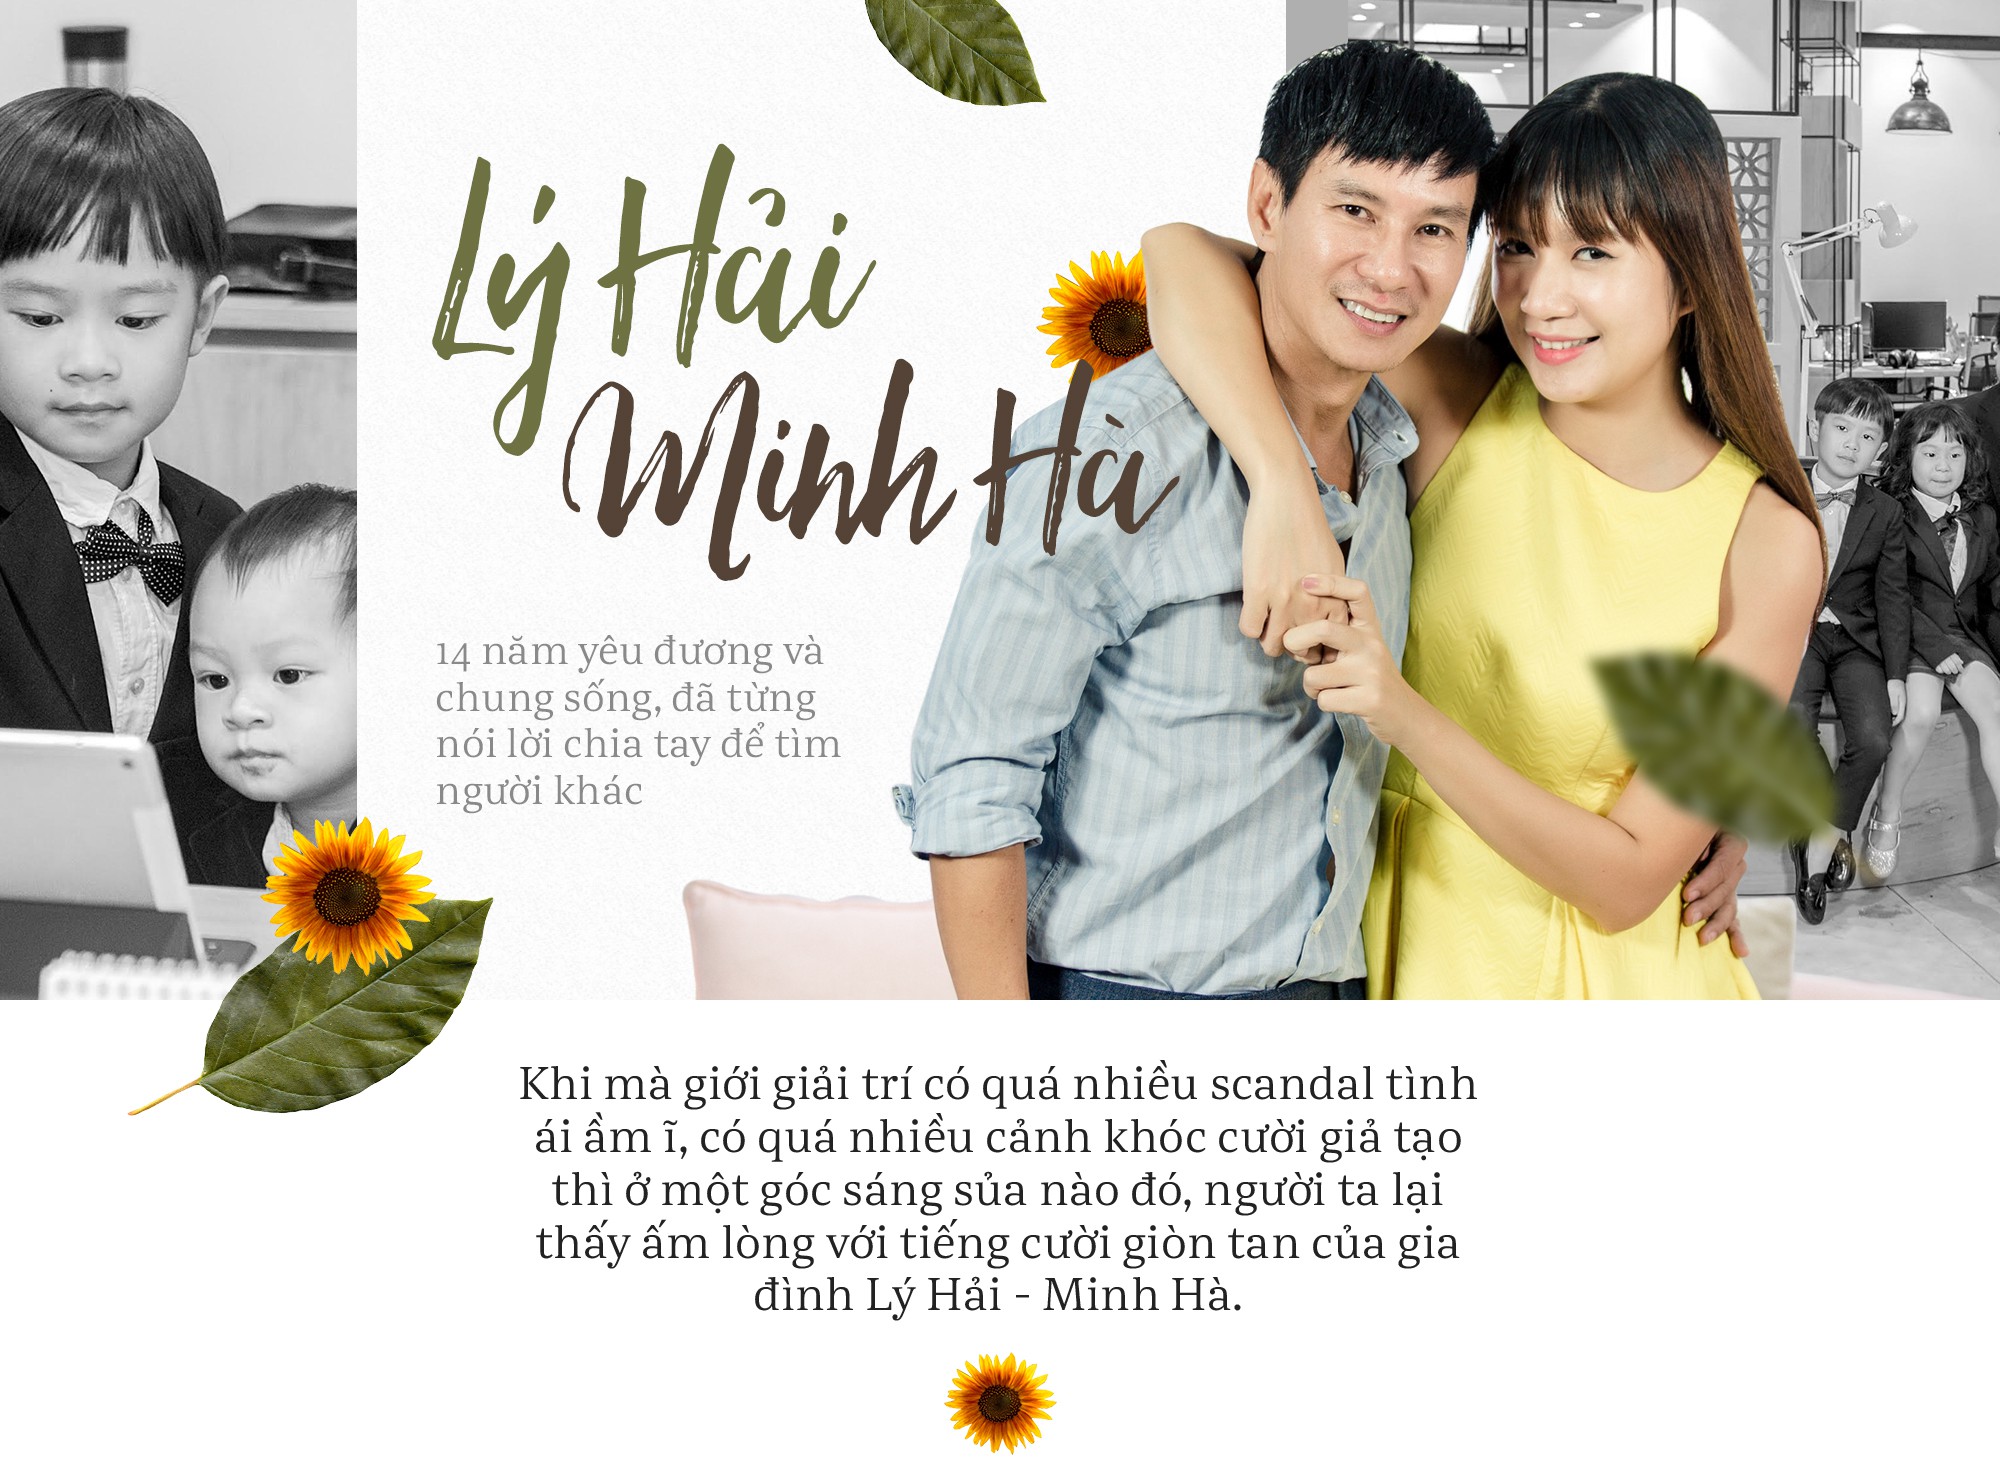 Lý Hải
Minh Hà
14 năm yêu đương và
chung sống, đã từng
nói lời chia tay để tìm
người khác
Khi mà giới giải trí có quá nhiều scandal tình
ái ầm ĩ, có quá nhiều cảnh khóc cười giả tạo
thì ở một góc sáng sủa nào đó, người ta lại
thấy ấm lòng với tiếng cười giòn tan của gia
đình Lý Hải - Minh Hà.